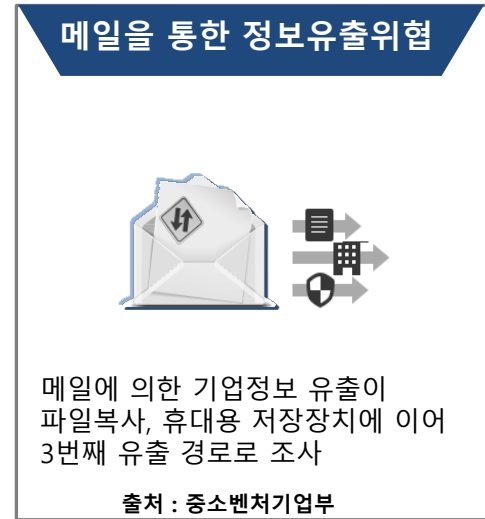 메일을 통한 정보유출위협
메일에 의한 기업정보 유출이
파일복사, 휴대용 저장장치에 이어
3번째 유출 경로로 조사
출처 : 중소벤처기업부